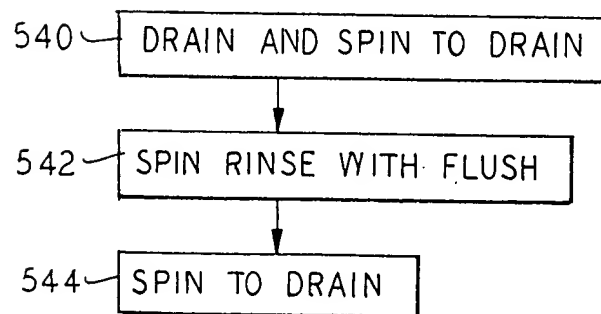 540 DRAIN AND SPIN TO DRAIN
542 SPIN RINSE WITH FLUSH
544 SPIN TO DRAIN